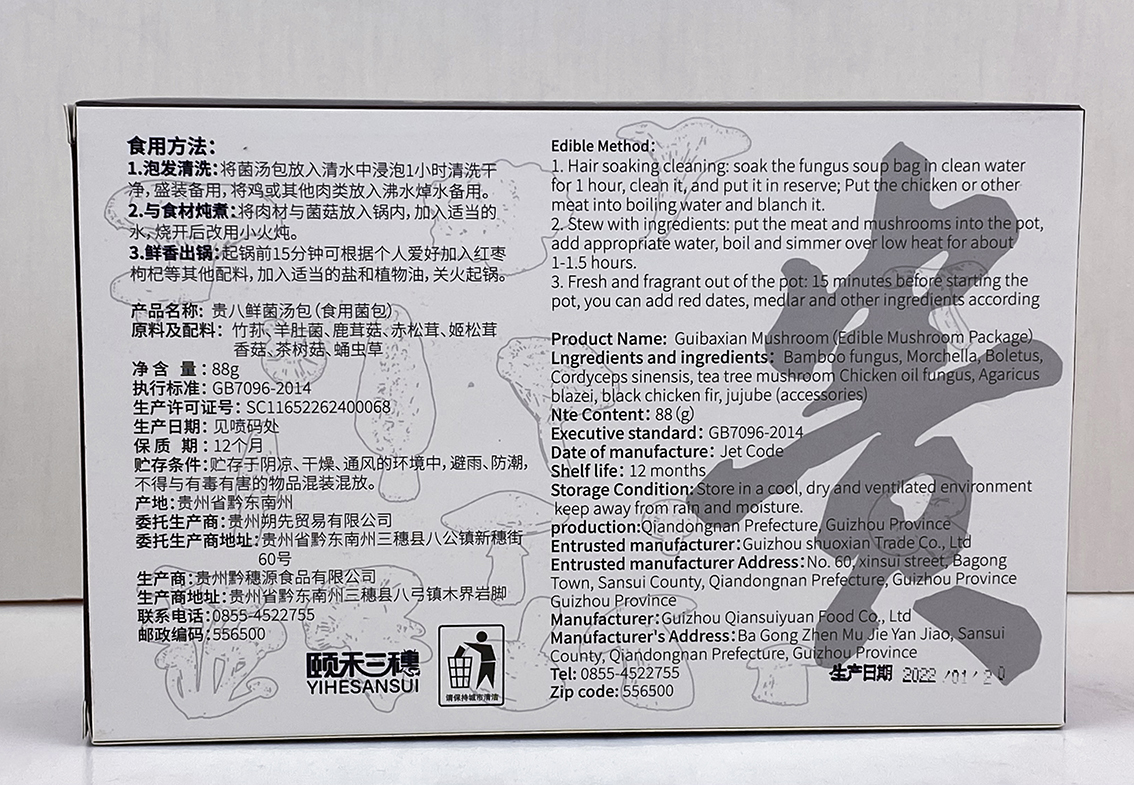 食用方法：
1.泡发清洗：将菌汤包放入清水中浸泡1小时清洗干
净，盛装备用，将鸡或其他肉类放入沸水焯水备用。
2.与食材炖煮：将肉材与菌菇放入锅内，加入适当的
水，烧开后改用小火炖。
3.鲜香出锅：起锅前15分钟可根据个人爱好加入红枣
枸杞等其他配料，加入适当的盐和植物油，关火起锅。
产品名称：贵八鲜菌汤包（食用菌包）
原料及配料：竹荪、羊肚菌、鹿茸菇、赤松茸、姬松茸
香菇、茶树菇、蛹虫草
净 含 量：88g
执行标准：GB7096-2014
生产许可证号：SC11652262400068
生产日期：见喷码处
保 质 期：12个月
贮存条件：贮存于阴凉、干燥、通风的环境中，避雨、防潮，
不得与有毒有害的物品混装混放。
产地：贵州省黔东南州
委托生产商：贵州朔先贸易有限公司
委托生产商地址：贵州省黔东南州三穗县八公镇新穗街
60号
生产商：贵州黔穗源食品有限公司
生产商地址：贵州省黔东南州三穗县八弓镇木界岩脚
联系电话：0855-4522755
邮政编码：556500
颐禾三穗
YIHESANSUI
请保持城市清洁
Edible Method：
1. Hair soaking cleaning: soak the fungus soup bag in clean water
for 1 hour, clean it, and put it in reserve; Put the chicken or other
meat into boiling water and blanch it.
2. Stew with ingredients: put the meat and mushrooms into the pot,
add appropriate water, boil and simmer over low heat for about
1-1.5 hours.
3. Fresh and fragrant out of the pot: 15 minutes before starting the
pot, you can add red dates, medlar and other ingredients according
Product Name： Guibaxian Mushroom（Edible Mushroom Package）
Lngredients and ingredients： Bamboo fungus, Morchella, Boletus,
Cordyceps sinensis, tea tree mushroom Chicken oil fungus, Agaricus
blazei, black chicken fir, jujube (accessories)
Nte Content：88 (g)
Executive standard：GB7096-2014
Date of manufacture：Jet Code
Shelf life：12 months
Storage Condition：Store in a cool, dry and ventilated environment
keep away from rain and moisture.
production:Qiandongnan Prefecture, Guizhou Province
Entrusted manufacturer：Guizhou shuoxian Trade Co., Ltd
Entrusted manufacturer Address：No. 60, xinsui street, Bagong
Town, Sansui County, Qiandongnan Prefecture, Guizhou Province
Guizhou Province
Manufacturer：Guizhou Qiansuiyuan Food Co., Ltd
Manufacturer's Address：Ba Gong Zhen Mu Jie Yan Jiao, Sansui
County, Qiandongnan Prefecture, Guizhou Province
Tel: 0855-4522755
Zip code: 556500
贵
生产日期 2022/01/20